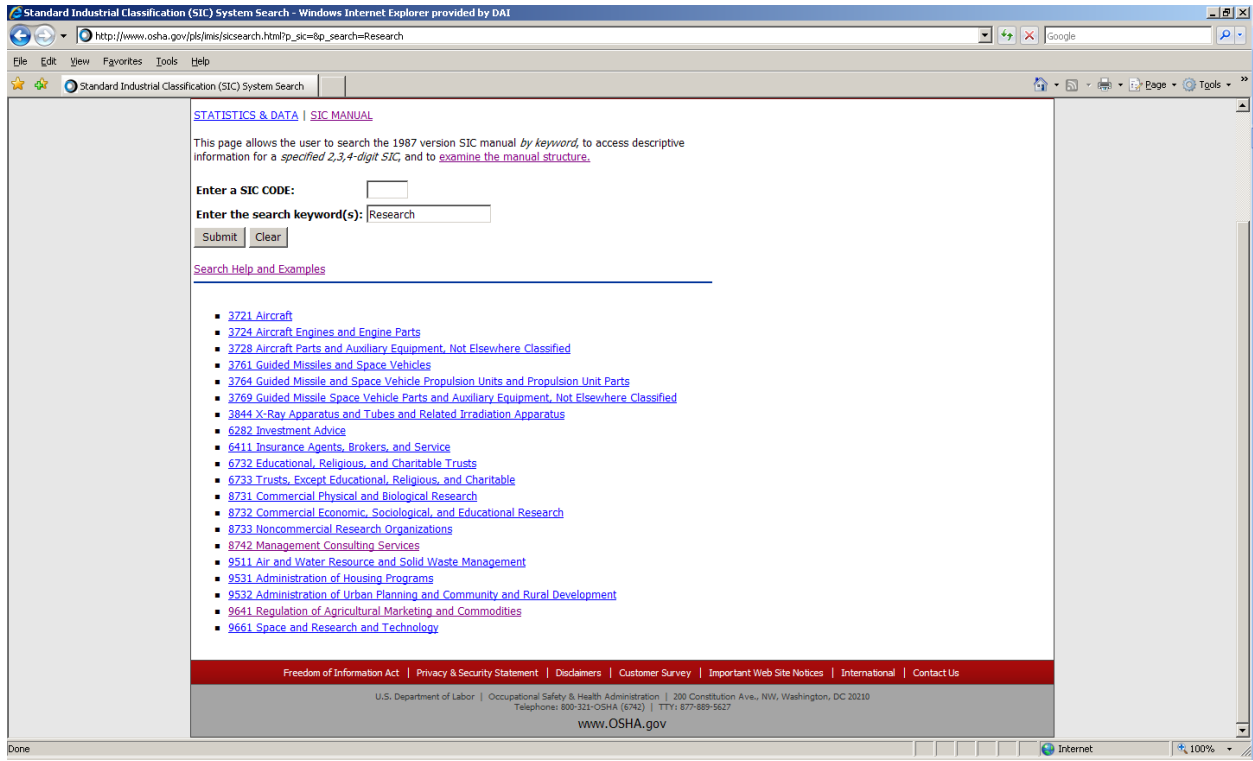 Standard Industrial Classification (SIC) System Search - Windows Internet Explorer provided by DAI
http://www.osha.gov/pls/imis/sicsearch.html?p_sic=&p_search=Research
Google
File Edit View Favorites Tools Help
Standard Industrial Classification (SIC) System Search
Page Tools »
STATISTICS & DATA | SIC MANUAL
This page allows the user to search the 1987 version SIC manual by keyword, to access descriptive
information for a specified 2,3,4-digit SIC, and to examine the manual structure.
Enter a SIC CODE:
Enter the search keyword(s): Research
Submit Clear
Search Help and Examples
3721 Aircraft
3724 Aircraft Engines and Engine Parts
3728 Aircraft Parts and Auxiliary Equipment, Not Elsewhere Classified
3761 Guided Missiles and Space Vehicles
3764 Guided Missile and Space Vehicle Propulsion Units and Propulsion Unit Parts
3769 Guided Missile Space Vehicle Parts and Auxiliary Equipment, Not Elsewhere Classified
3844 X-Ray Apparatus and Tubes and Related Irradiation Apparatus
6282 Investment Advice
6411 Insurance Agents, Brokers, and Service
6732 Educational, Religious, and Charitable Trusts
6733 Trusts, Except Educational, Religious, and Charitable
8731 Commercial Physical and Biological Research
8732 Commercial Economic, Sociological, and Educational Research
8733 Noncommercial Research Organizations
8742 Management Consulting Services
9511 Air and Water Resource and Solid Waste Management
9531 Administration of Housing Programs
9532 Administration of Urban Planning and Community and Rural Development
9641 Regulation of Agricultural Marketing and Commodities
9661 Space and Research and Technology
Freedom of Information Act | Privacy & Security Statement | Disclaimers | Customer Survey | Important Web Site Notices | International | Contact Us
U.S. Department of Labor | Occupational Safety & Health Administration | 200 Constitution Ave., NW, Washington, DC 20210
Telephone: 800-321-OSHA (6742) | TTY: 877-889-5627
www.OSHA.gov
Done
Internet
100%